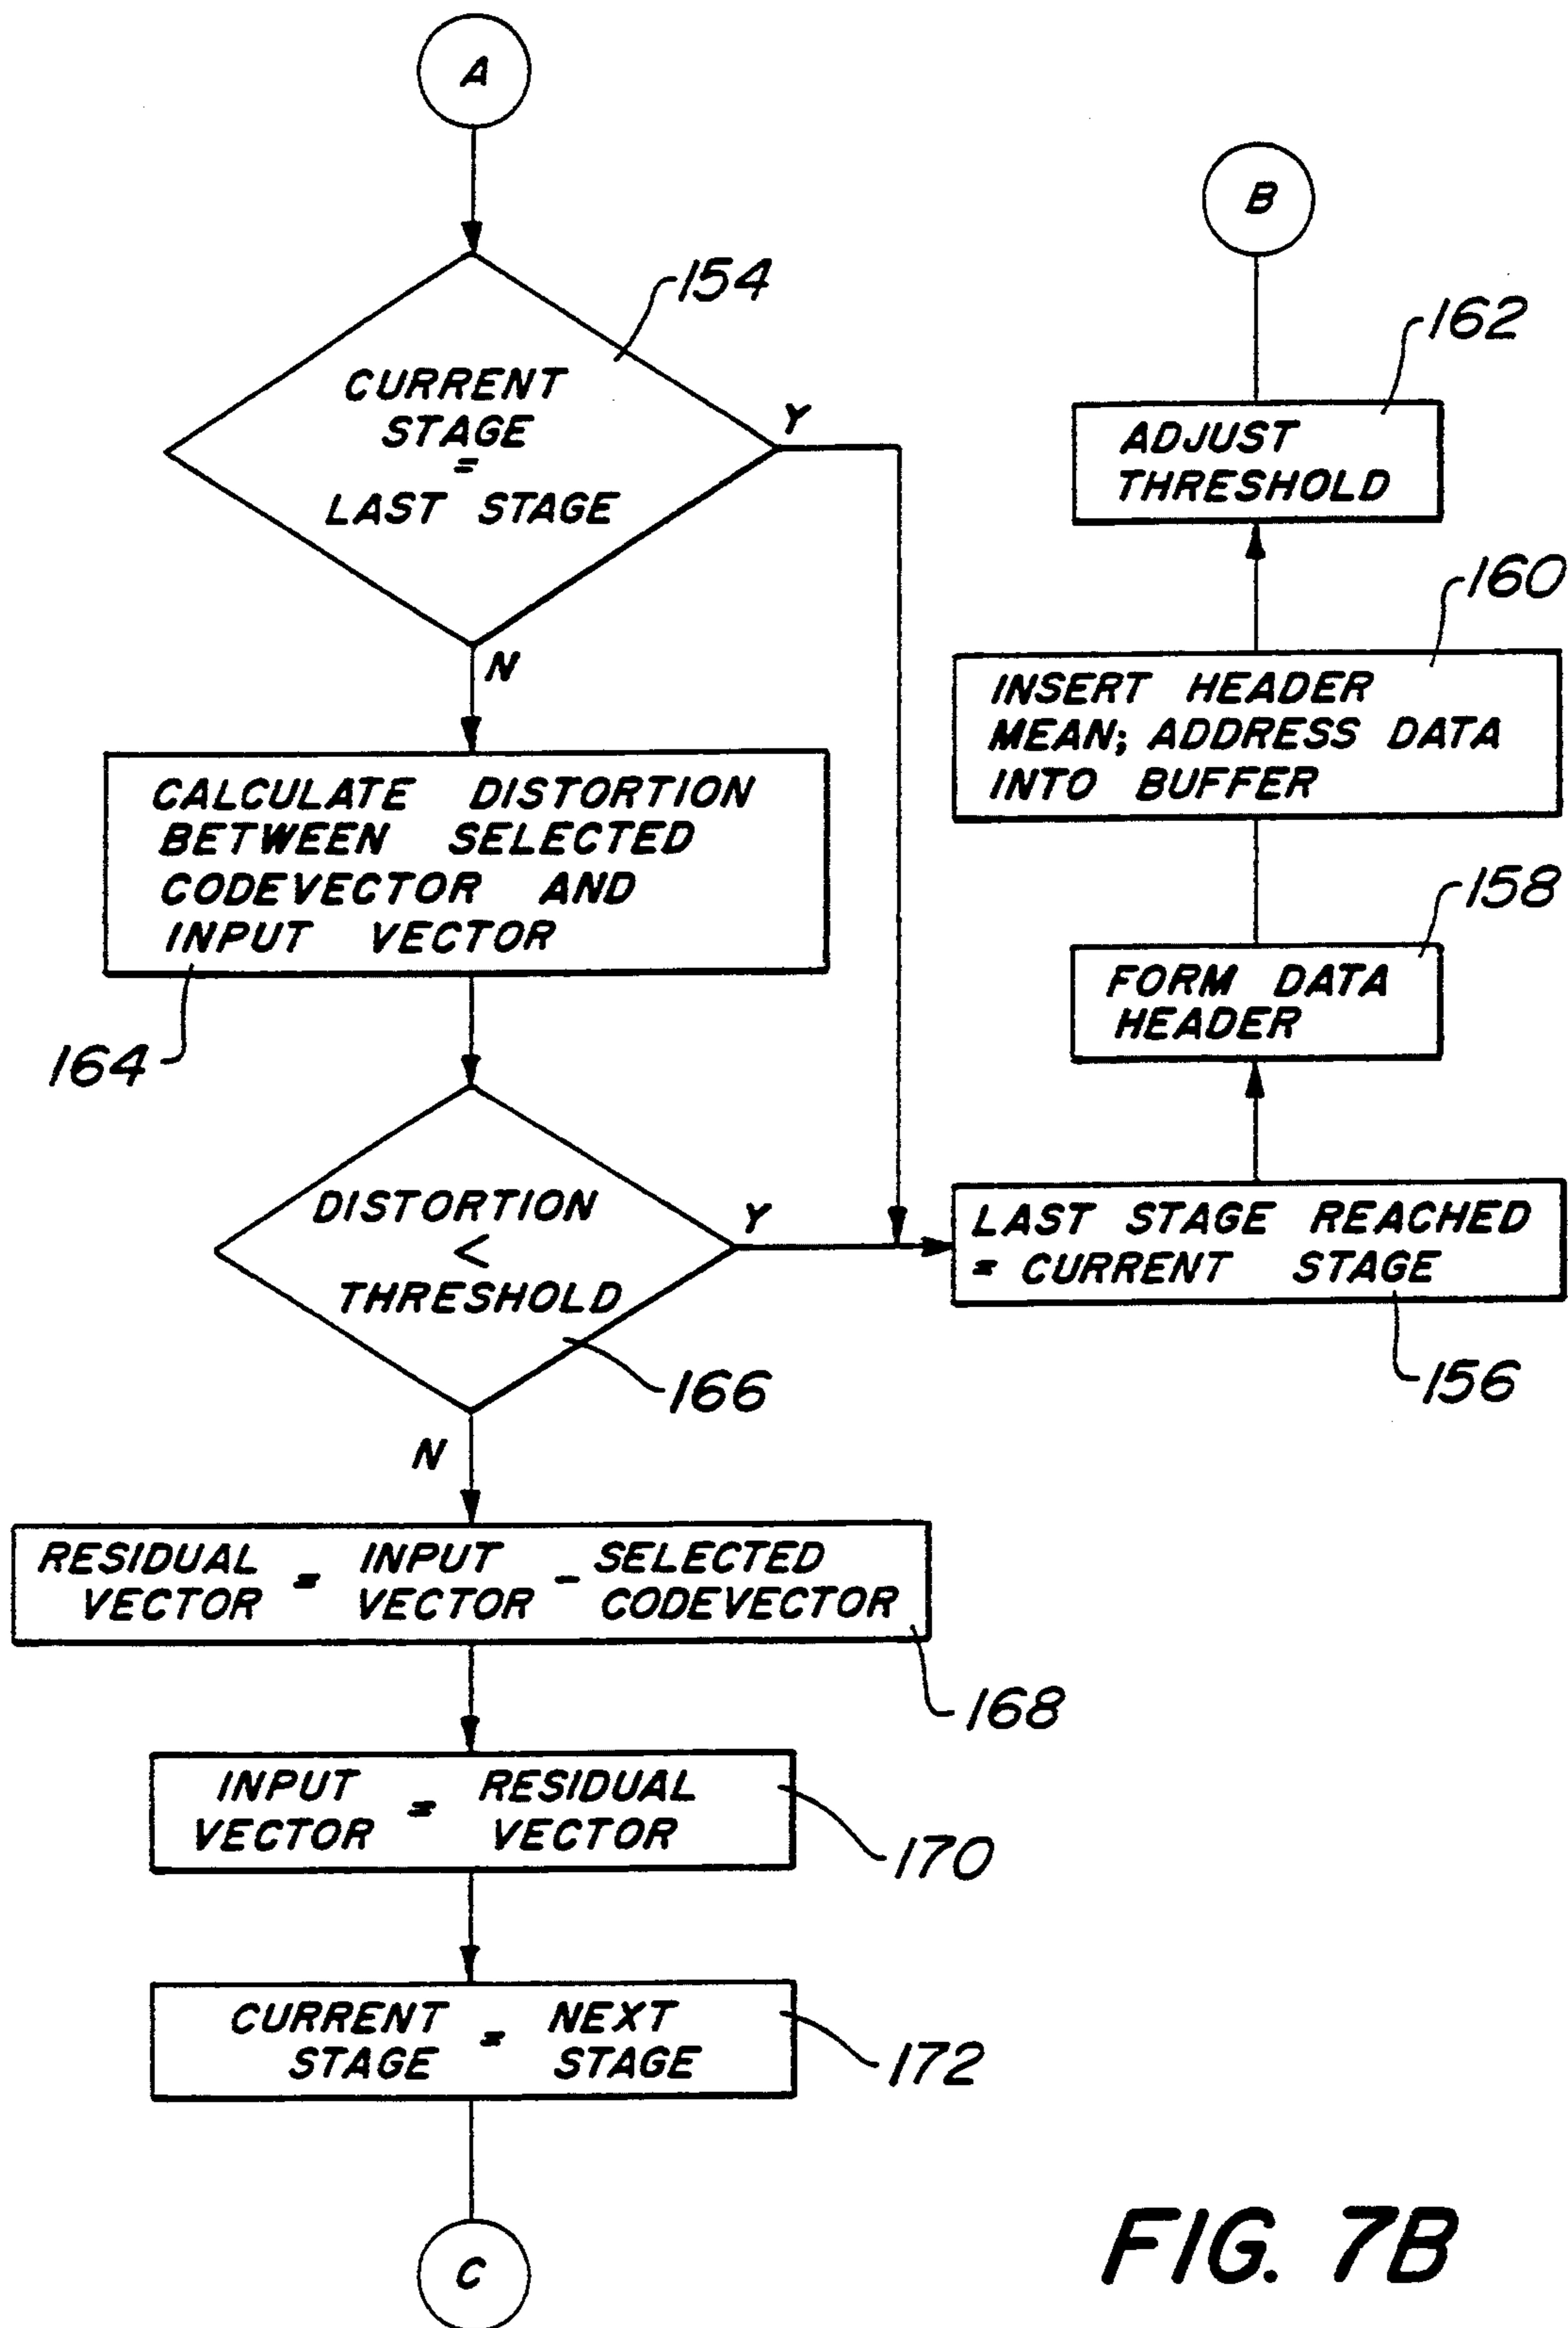 A
154
CURRENT
STAGE
=
LAST STAGE
Y
N
CALCULATE DISTORTION
BETWEEN SELECTED
CODEVECTOR AND
INPUT VECTOR
164
DISTORTION
<
THRESHOLD
Y
166
N
RESIDUAL = INPUT - SELECTED
VECTOR VECTOR CODEVECTOR
168
INPUT = RESIDUAL
VECTOR VECTOR
170
CURRENT = NEXT
STAGE STAGE
172
C
B
162
ADJUST
THRESHOLD
160
INSERT HEADER
MEAN; ADDRESS DATA
INTO BUFFER
158
FORM DATA
HEADER
LAST STAGE REACHED
= CURRENT STAGE
156
FIG. 7B